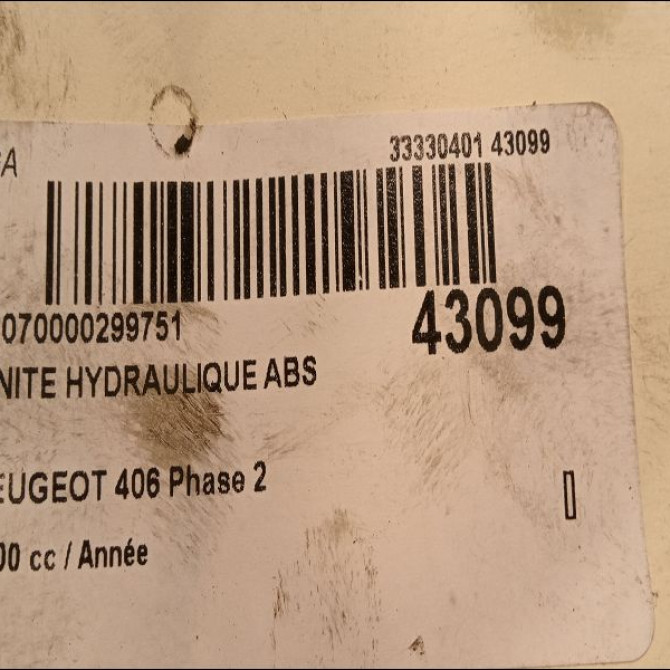 33330401 43099
070000299751
43099
NITE HYDRAULIQUE ABS
EUGEOT 406 Phase 2
00 cc / Année